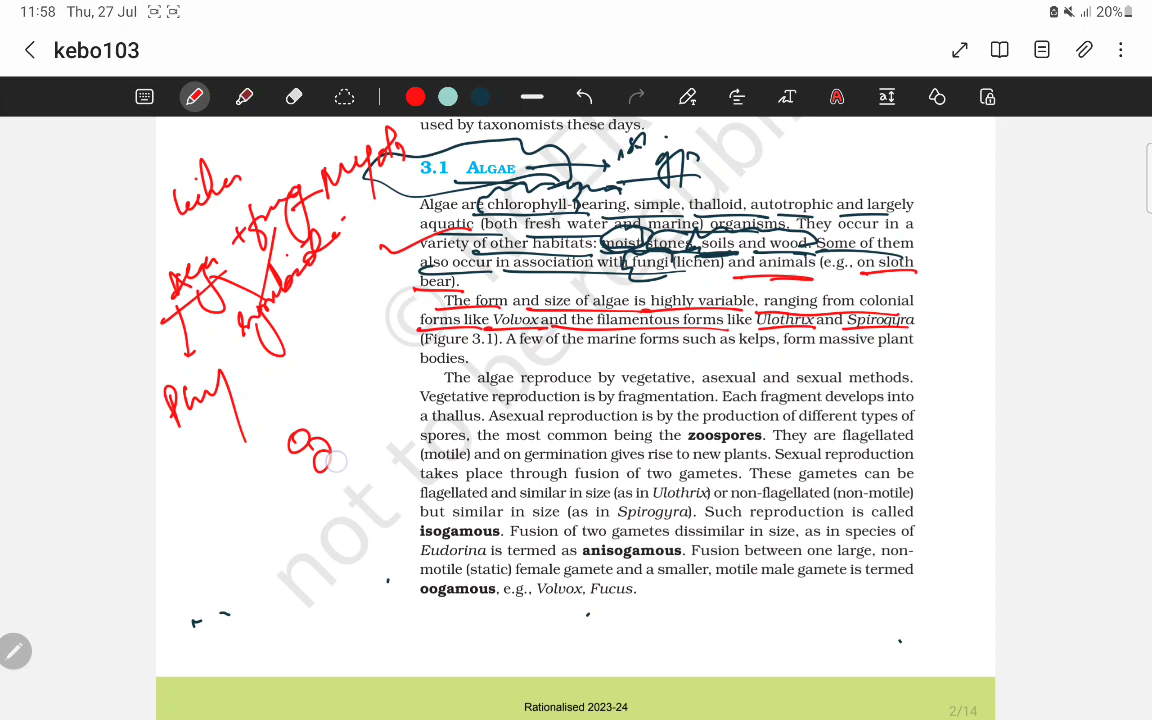 11:58 Thu, 27 Jul
20%
kebo103
used by taxonomists these days.
3.1 ALGAE
Algae are chlorophyll-bearing, simple, thalloid, autotrophic and largely
aquatic (both fresh water and marine) organisms. They occur in a
variety of other habitats: moist stones, soils and wood. Some of them
also occur in association with fungi (lichen) and animals (e.g., on sloth
bear).
The form and size of algae is highly variable, ranging from colonial
forms like Volvox and the filamentous forms like Ulothrix and Spirogyra
(Figure 3.1). A few of the marine forms such as kelps, form massive plant
bodies.
The algae reproduce by vegetative, asexual and sexual methods.
Vegetative reproduction is by fragmentation. Each fragment develops into
a thallus. Asexual reproduction is by the production of different types of
spores, the most common being the zoospores. They are flagellated
(motile) and on germination gives rise to new plants. Sexual reproduction
takes place through fusion of two gametes. These gametes can be
flagellated and similar in size (as in Ulothrix) or non-flagellated (non-motile)
but similar in size (as in Spirogyra). Such reproduction is called
isogamous. Fusion of two gametes dissimilar in size, as in species of
Eudorina is termed as anisogamous. Fusion between one large, non-
motile (static) female gamete and a smaller, motile male gamete is termed
oogamous, e.g., Volvox, Fucus.
Rationalised 2023-24
2/14